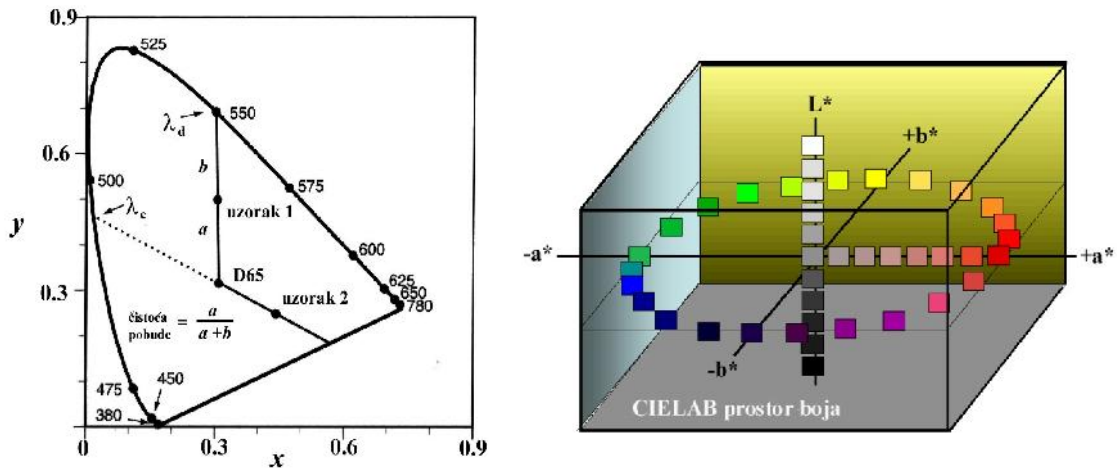 0.9
525
550
λd
0.6
b
500
575
λc
uzorak 1
y
a
600
D65
625
0.3
uzorak 2
650
780
čistoća
pobude = a
a+b
475
450
380
0
0.3
0.6
0.9
x
L*
+b*
-a*
+a*
-b*
CIELAB prostor boja